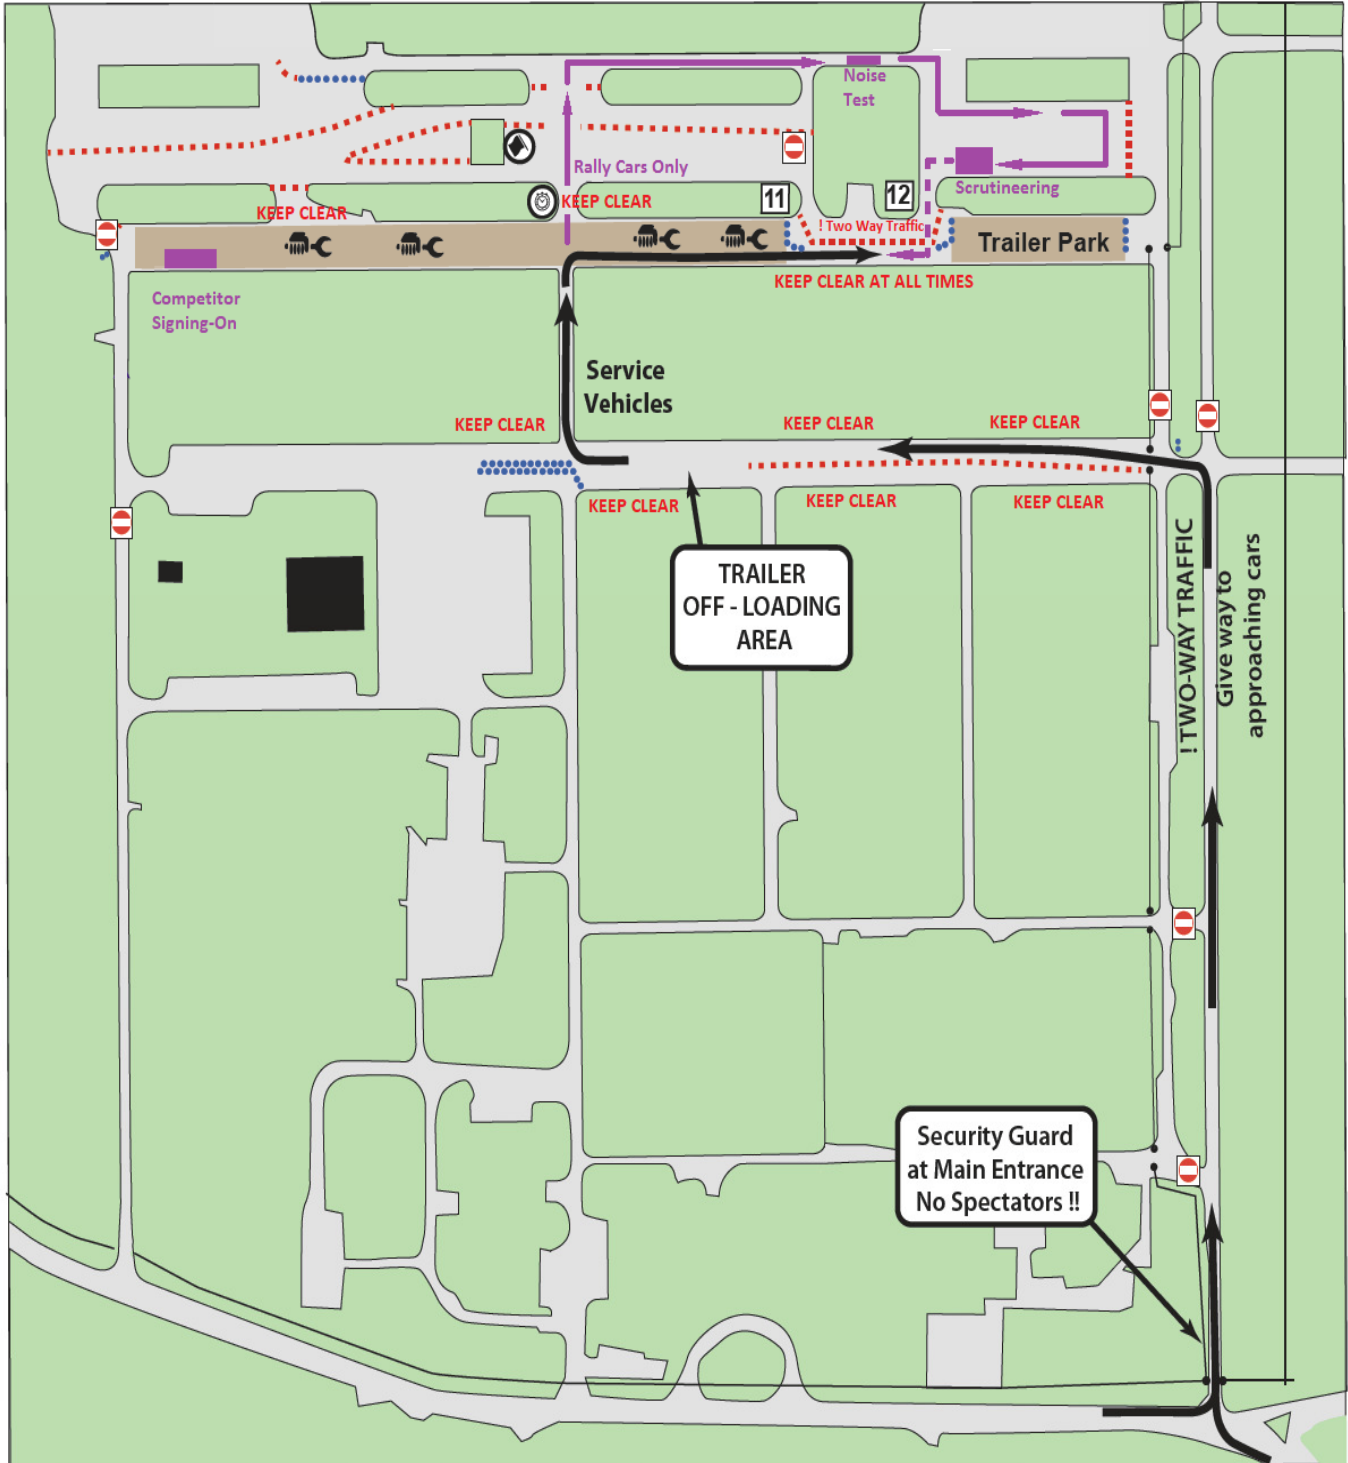 Noise
Test
Rally Cars Only
Scrutineering
KEEP CLEAR
KEEP CLEAR
11
12
! Two Way Traffic
Trailer Park
KEEP CLEAR AT ALL TIMES
Competitor
Signing-On
Service
Vehicles
KEEP CLEAR
KEEP CLEAR
KEEP CLEAR
KEEP CLEAR
KEEP CLEAR
KEEP CLEAR
TRAILER
OFF - LOADING
AREA
! TWO-WAY TRAFFIC
Give way to
approaching cars
Security Guard
at Main Entrance
No Spectators !!